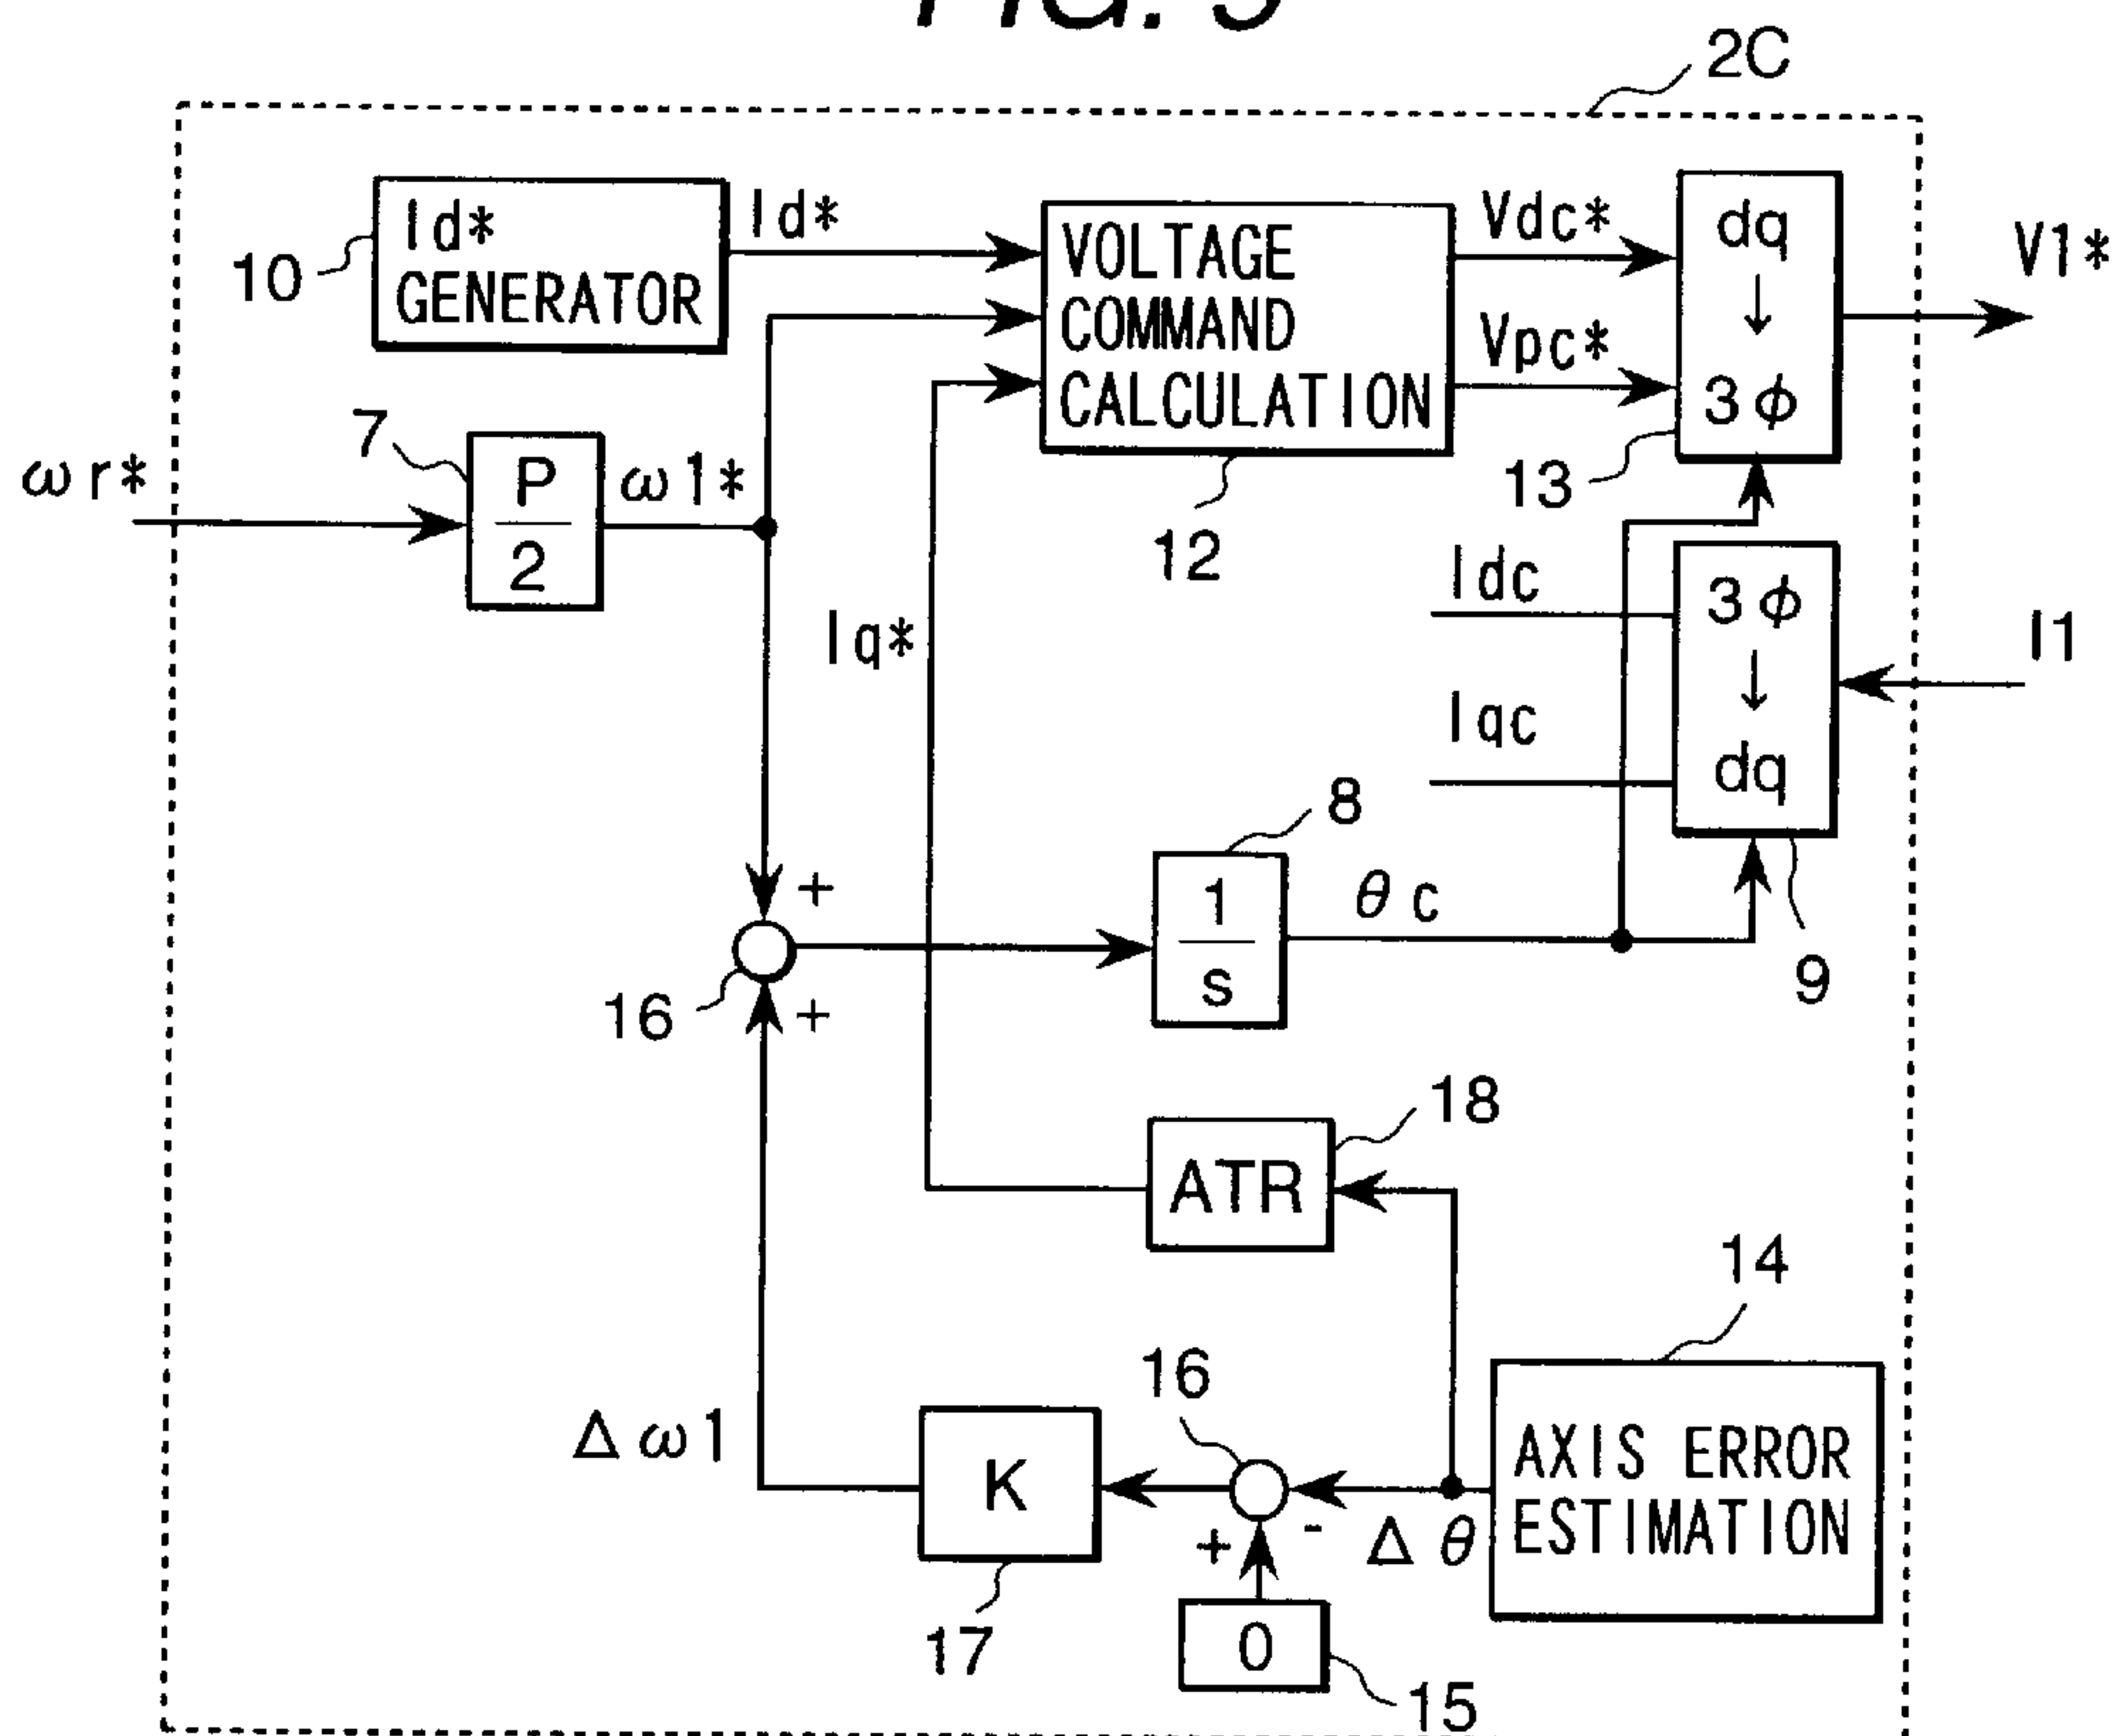 2C
Id*
GENERATOR
10
Id*
VOLTAGE
COMMAND
CALCULATION
12
Vdc*
Vpc*
dq
↓
3φ
13
V1*
ωr*
7
P
2
ω1*
Iq*
Idc
Iqc
3φ
↓
dq
9
I1
8
1
s
θc
+
16
+
ATR
18
14
AXIS ERROR
ESTIMATION
16
Δω1
K
17
+
-
Δθ
0
15